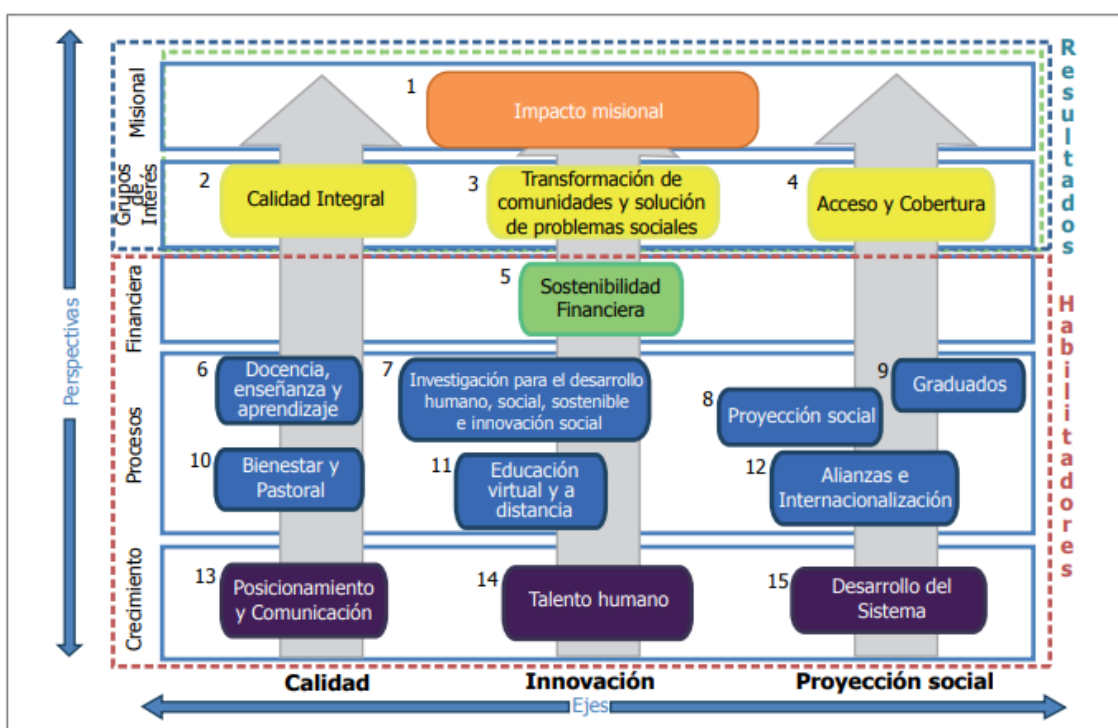 Perspectivas
Misional
1
Impacto misional
Grupos
de
Interés
2
Calidad Integral
3
Transformación de
comunidades y solución
de problemas sociales
4
Acceso y Cobertura
Resultados
Financiera
5
Sostenibilidad
Financiera
Procesos
6
Docencia,
enseñanza y
aprendizaje
7
Investigación para el desarrollo
humano, social, sostenible
e innovación social
8
Proyección social
9
Graduados
10
Bienestar y
Pastoral
11
Educación
virtual y a
distancia
12
Alianzas e
Internacionalización
Habilitadores
Crecimiento
13
Posicionamiento
y Comunicación
14
Talento humano
15
Desarrollo del
Sistema
Calidad
Innovación
Proyección social
Ejes